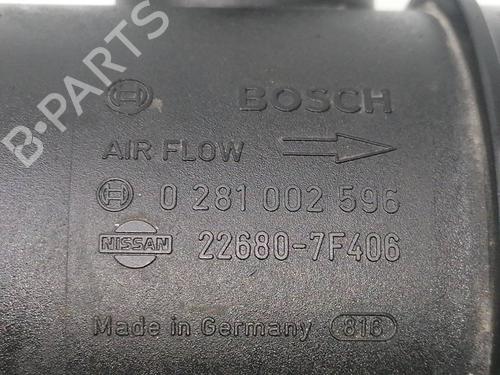 BOSCH
AIR FLOW
0 281 002 596
NISSAN 22680-7F406
Made in Germany 816
B-PARTS